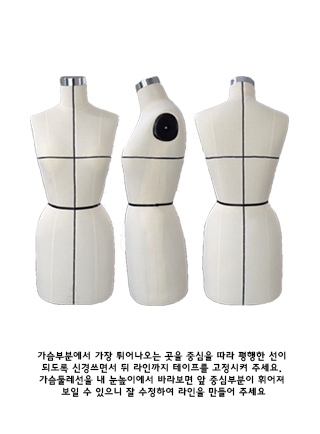 가슴부분에서 가장 튀어나오는 곳을 중심을 따라 평행한 선이
되도록 신경쓰면서 뒤 라인까지 테이프를 고정시켜 주세요.
가슴둘레선을 내 눈높이에서 바라보면 앞 중심부분이 휘어져
보일 수 있으니 잘 수정하여 라인을 만들어 주세요